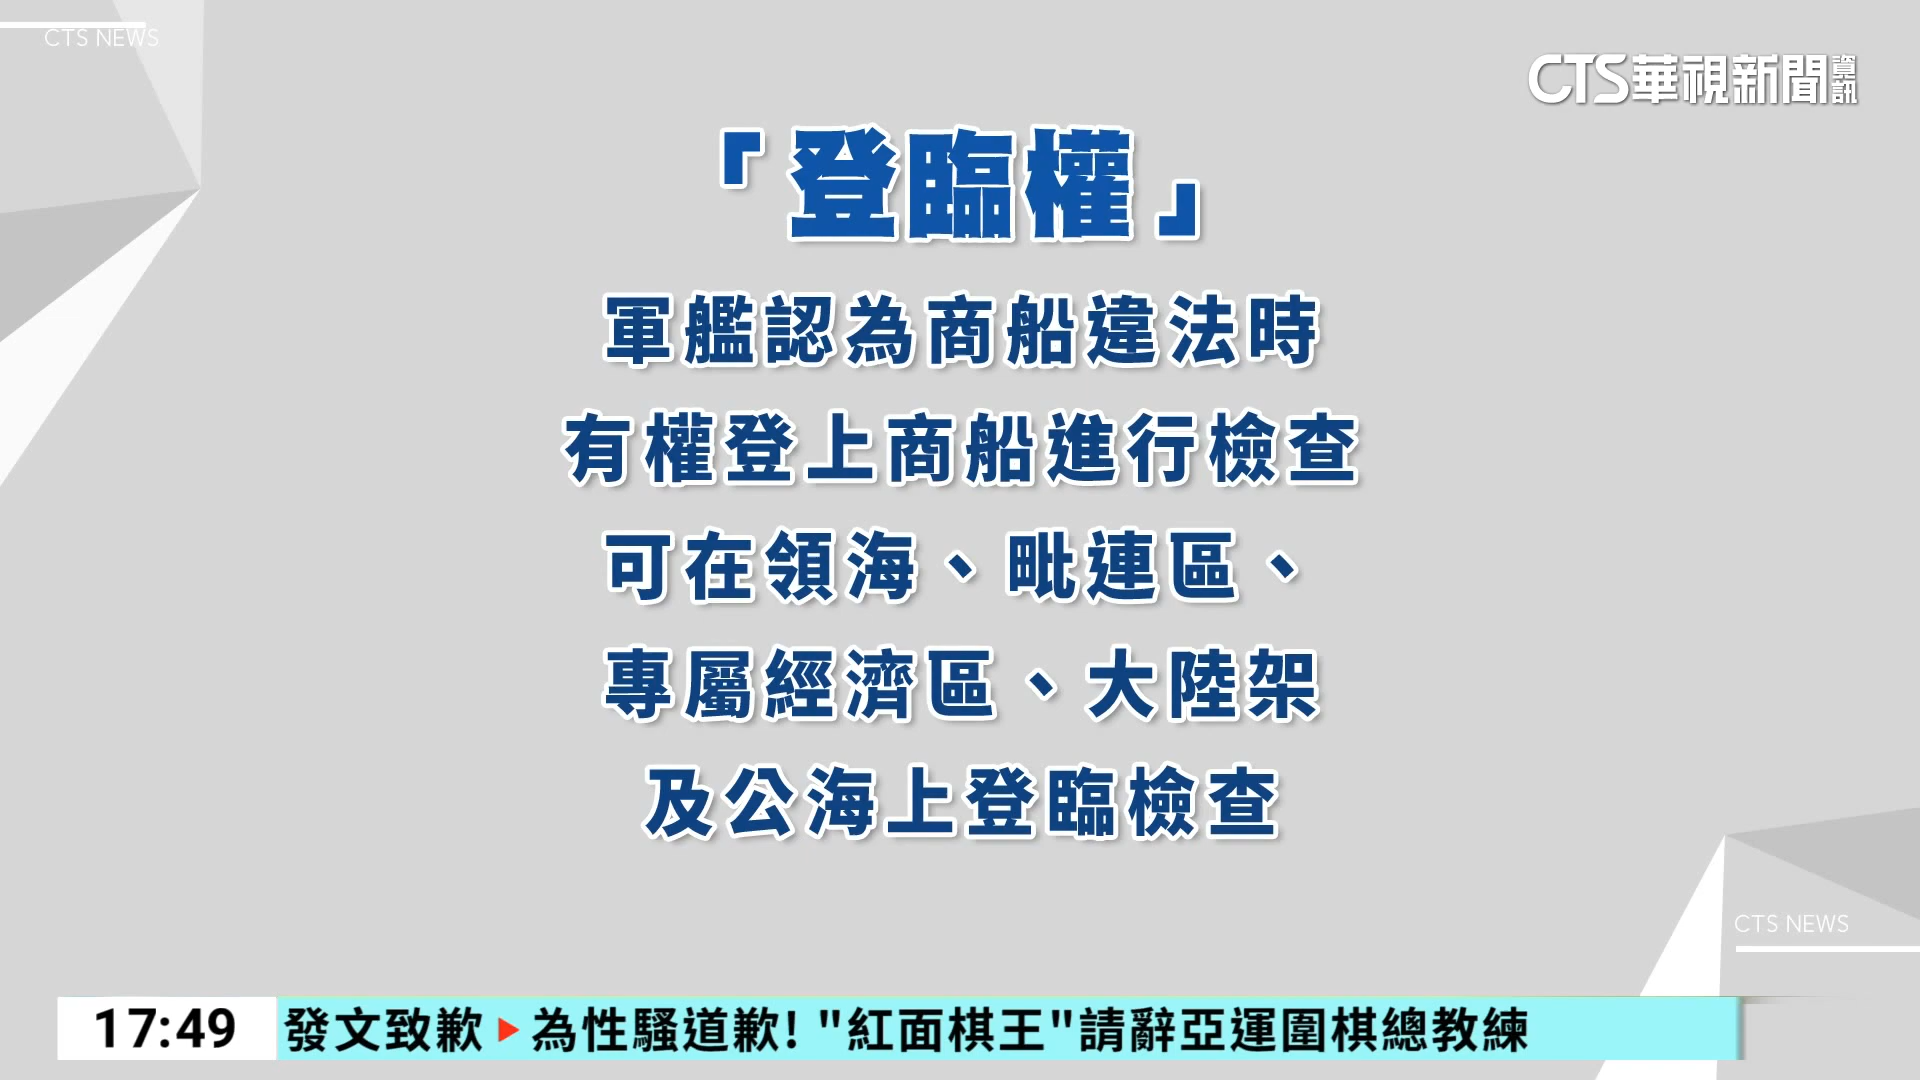 CTS NEWS
CTS華視新聞資訊
「登臨權」
軍艦認為商船違法時
有權登上商船進行檢查
可在領海、毗連區、
專屬經濟區、大陸架
及公海上登臨檢查
CTS NEWS
17:49 發文致歉▶為性騷道歉! "紅面棋王"請辭亞運圍棋總教練